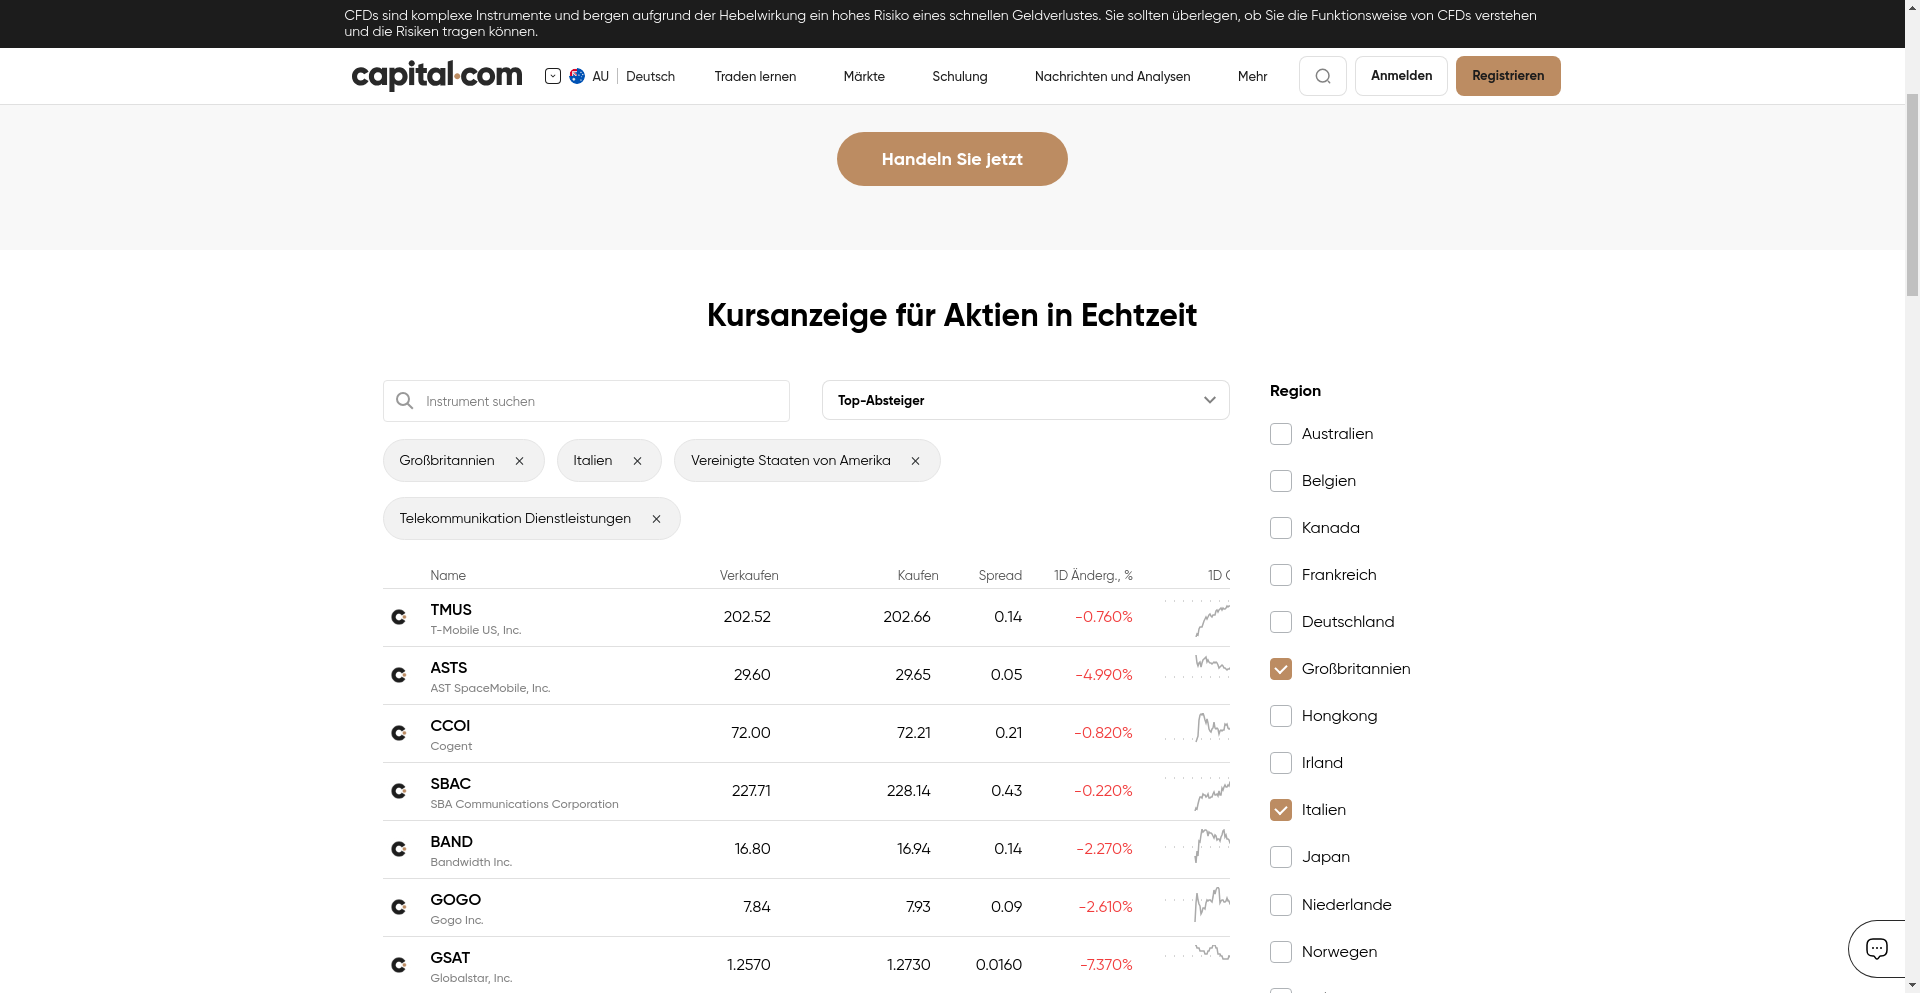 CFDs sind komplexe Instrumente und bergen aufgrund der Hebelwirkung ein hohes Risiko eines schnellen Geldverlustes. Sie sollten überlegen, ob Sie die Funktionsweise von CFDs verstehen
und die Risiken tragen können.
capital.com AU Deutsch Traden lernen Märkte Schulung Nachrichten und Analysen Mehr Anmelden Registrieren
Handeln Sie jetzt
Kursanzeige für Aktien in Echtzeit
Instrument suchen
Top-Absteiger
Großbritannien
Italien
Vereinigte Staaten von Amerika
Telekommunikation Dienstleistungen
Name Verkaufen Kaufen Spread 1D Änderg., % 1D
TMUS 202.52 202.66 0.14 -0.760%
T-Mobile US, Inc.
ASTS 29.60 29.65 0.05 -4.990%
AST SpaceMobile, Inc.
CCOI 72.00 72.21 0.21 -0.820%
Cogent
SBAC 227.71 228.14 0.43 -0.220%
SBA Communications Corporation
BAND 16.80 16.94 0.14 -2.270%
Bandwidth Inc.
GOGO 7.84 7.93 0.09 -2.610%
Gogo Inc.
GSAT 1.2570 1.2730 0.0160 -7.370%
Globalstar, Inc.
Region
Australien
Belgien
Kanada
Frankreich
Deutschland
Großbritannien
Hongkong
Irland
Italien
Japan
Niederlande
Norwegen